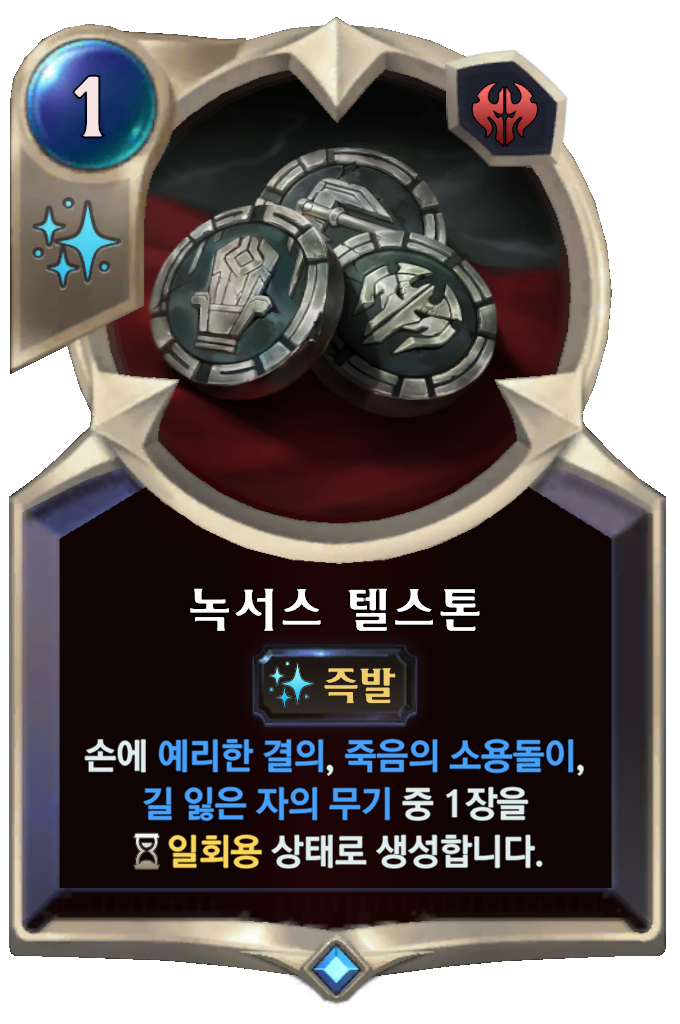 1
녹서스 텔스톤
즉발
손에 예리한 결의, 죽음의 소용돌이,
길 잃은 자의 무기 중 1장을
일회용 상태로 생성합니다.